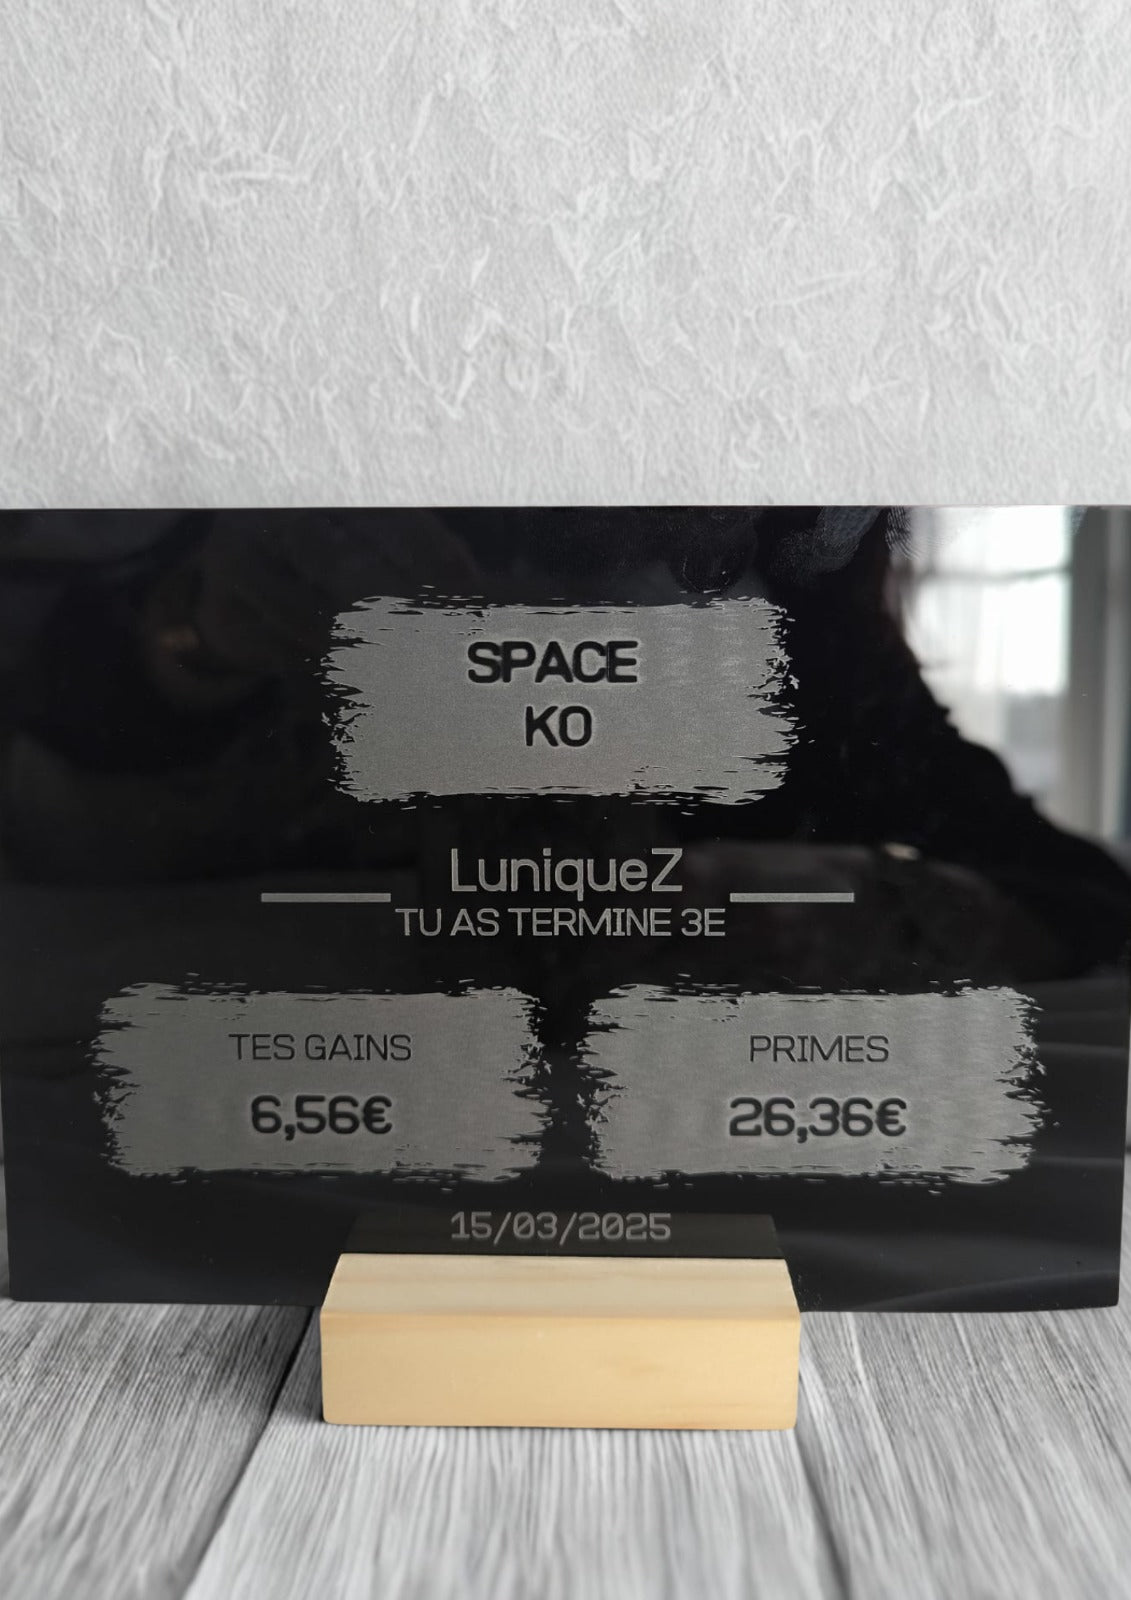 SPACE
KO
LuniqueZ
TU AS TERMINE 3E
TES GAINS
6,56€
PRIMES
26,36€
15/03/2025